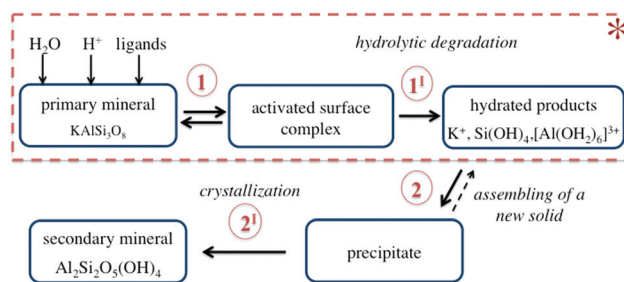 hydrolytic degradation
*
H₂O H⁺ ligands
1
1ᴵ
primary mineral
KAlSi₃O₈
activated surface
complex
hydrated products
K⁺, Si(OH)₄,[Al(OH₂)₆]³⁺
crystallization
2
assembling of a
new solid
2ᴵ
secondary mineral
Al₂Si₂O₅(OH)₄
precipitate